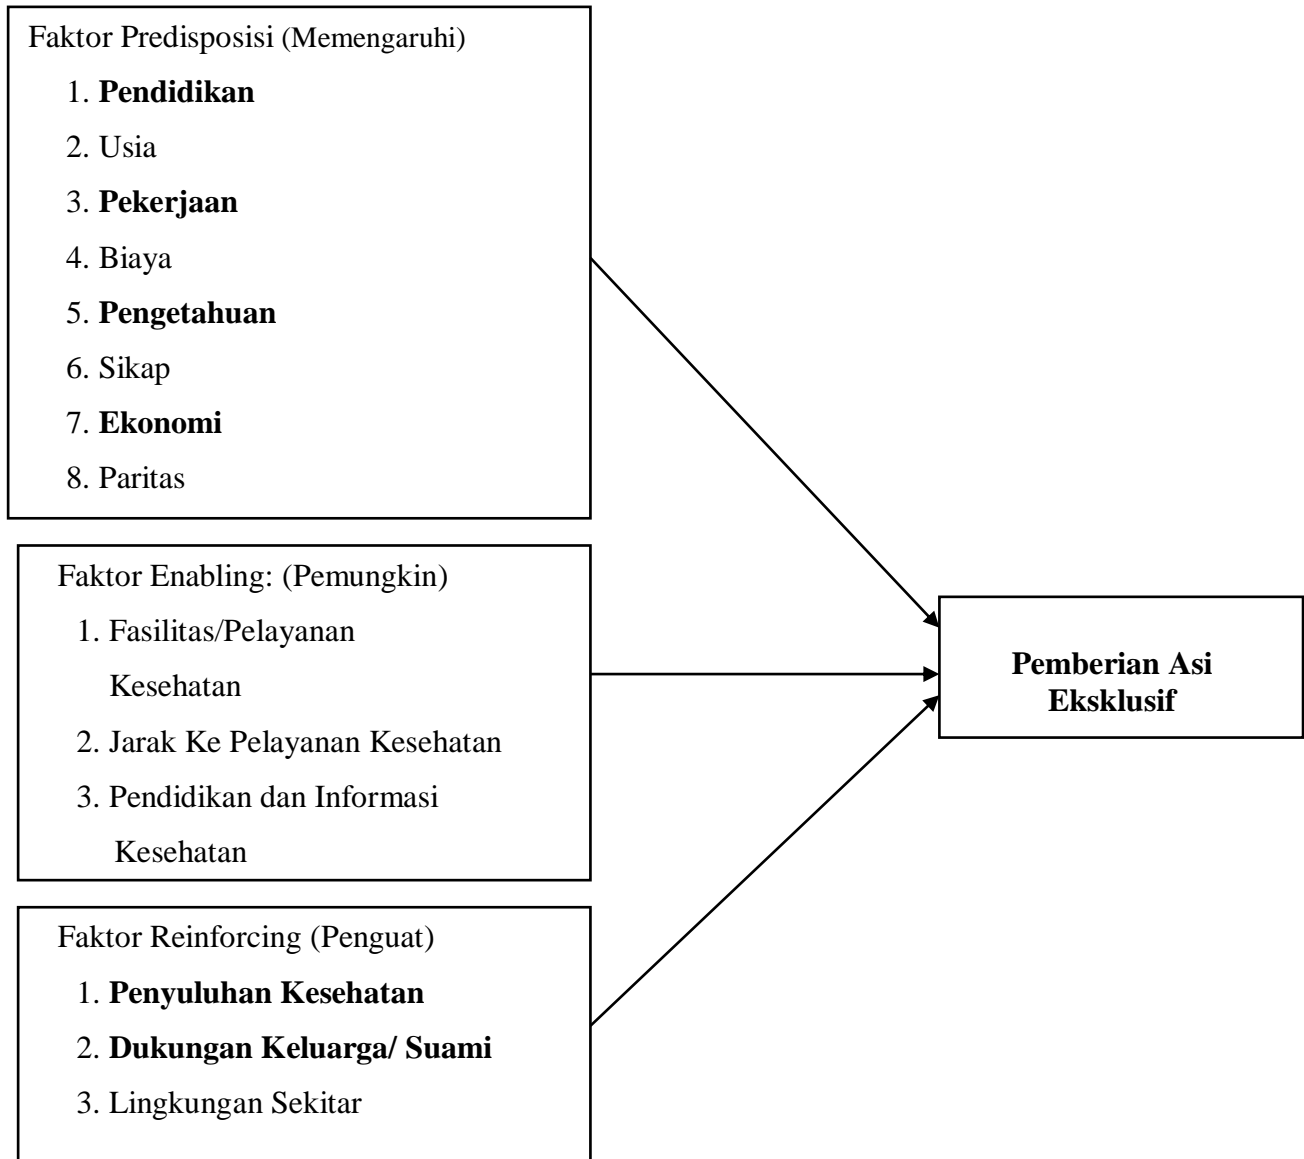 Faktor Predisposisi (Memengaruhi)
1. Pendidikan
2. Usia
3. Pekerjaan
4. Biaya
5. Pengetahuan
6. Sikap
7. Ekonomi
8. Paritas
Faktor Enabling: (Pemungkin)
1. Fasilitas/Pelayanan
Kesehatan
2. Jarak Ke Pelayanan Kesehatan
3. Pendidikan dan Informasi
Kesehatan
Faktor Reinforcing (Penguat)
1. Penyuluhan Kesehatan
2. Dukungan Keluarga/ Suami
3. Lingkungan Sekitar
Pemberian Asi
Eksklusif